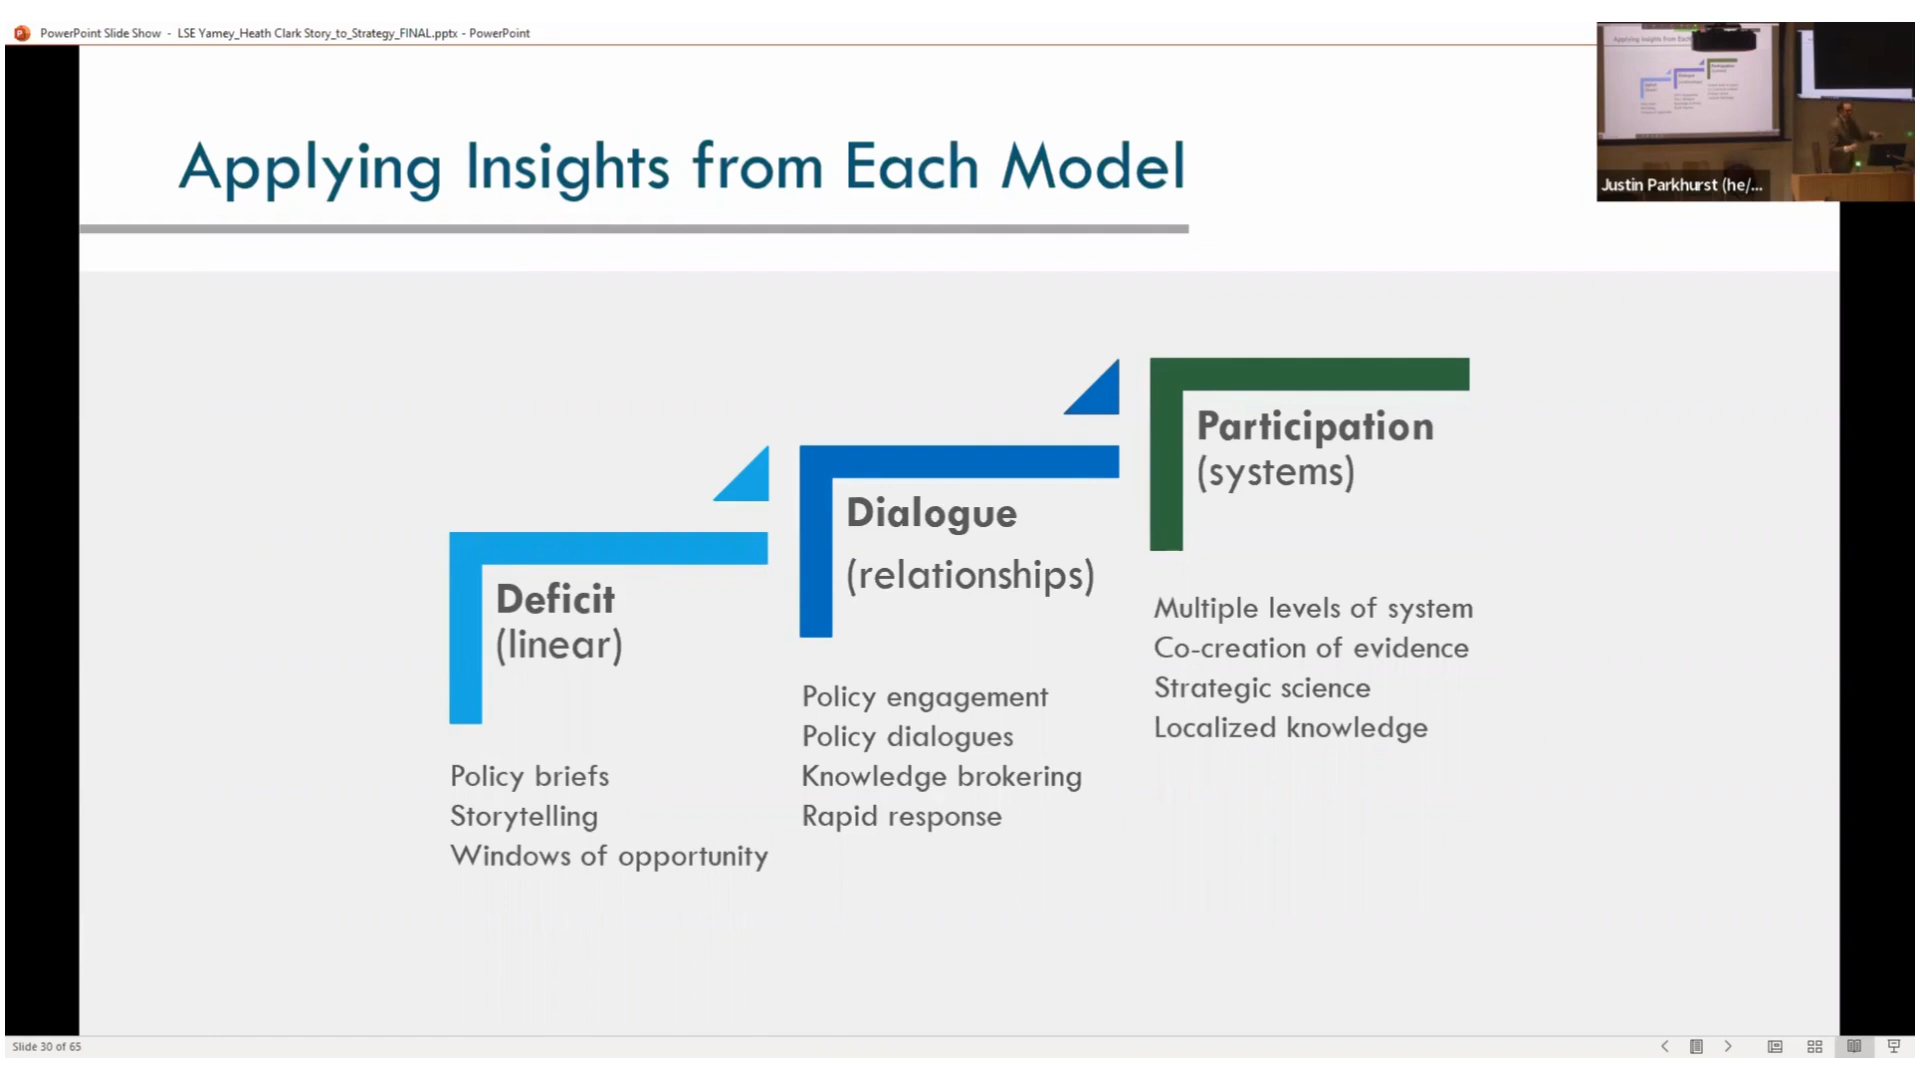 PowerPoint Slide Show - LSE Yamey_Heath Clark Story_to_Strategy_FINAL.pptx - PowerPoint
Justin Parkhurst (he/...
Applying Insights from Each Model
Deficit
(linear)
Policy briefs
Storytelling
Windows of opportunity
Dialogue
(relationships)
Policy engagement
Policy dialogues
Knowledge brokering
Rapid response
Participation
(systems)
Multiple levels of system
Co-creation of evidence
Strategic science
Localized knowledge
Slide 30 of 65